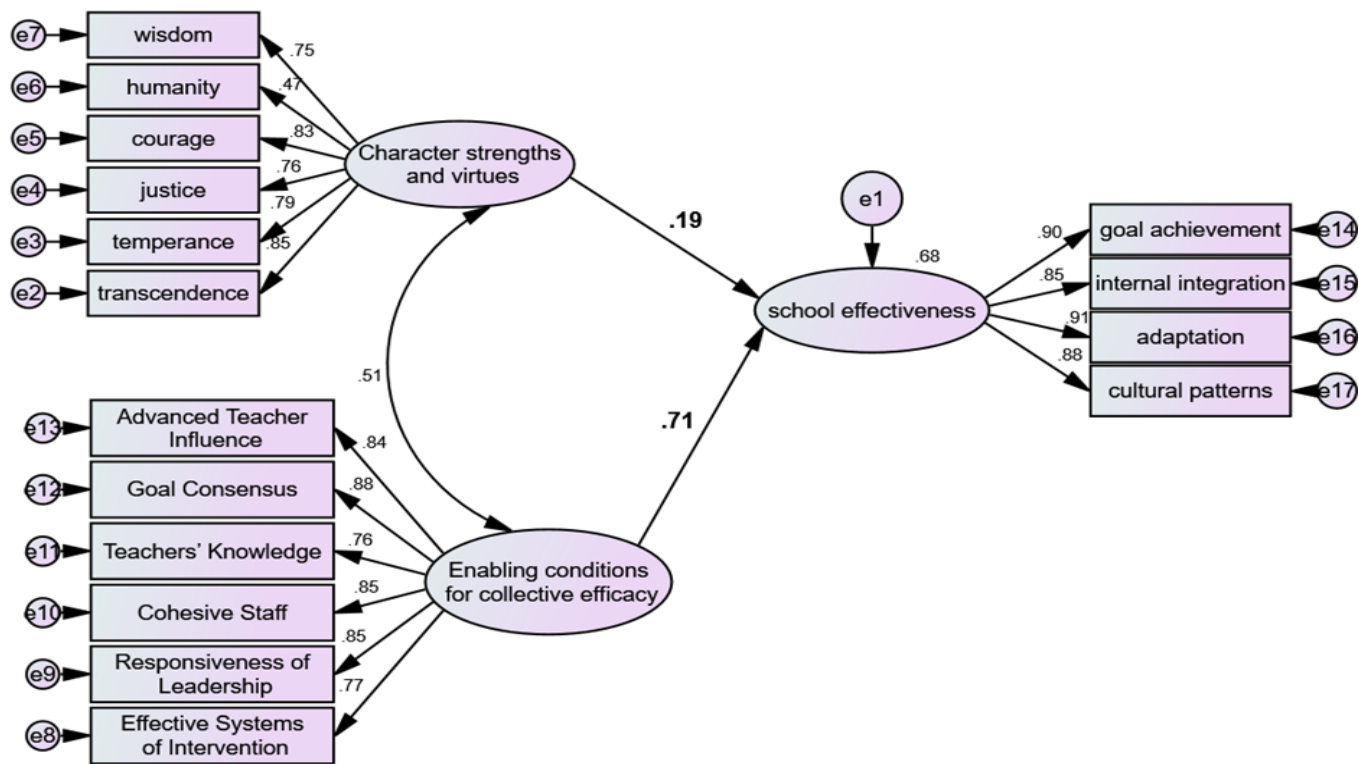 e7
wisdom
.75
e6
humanity
.47
e5
courage
.83
e4
justice
.76
e3
temperance
.79
e2
transcendence
.85
Character strengths
and virtues
.19
e1
.68
school effectiveness
.90
goal achievement
e14
.85
internal integration
e15
.91
adaptation
e16
.88
cultural patterns
e17
.51
.71
e13
Advanced Teacher
Influence
.84
e12
Goal Consensus
.88
e11
Teachers’ Knowledge
.76
e10
Cohesive Staff
.85
e9
Responsiveness of
Leadership
.85
e8
Effective Systems
of Intervention
.77
Enabling conditions
for collective efficacy